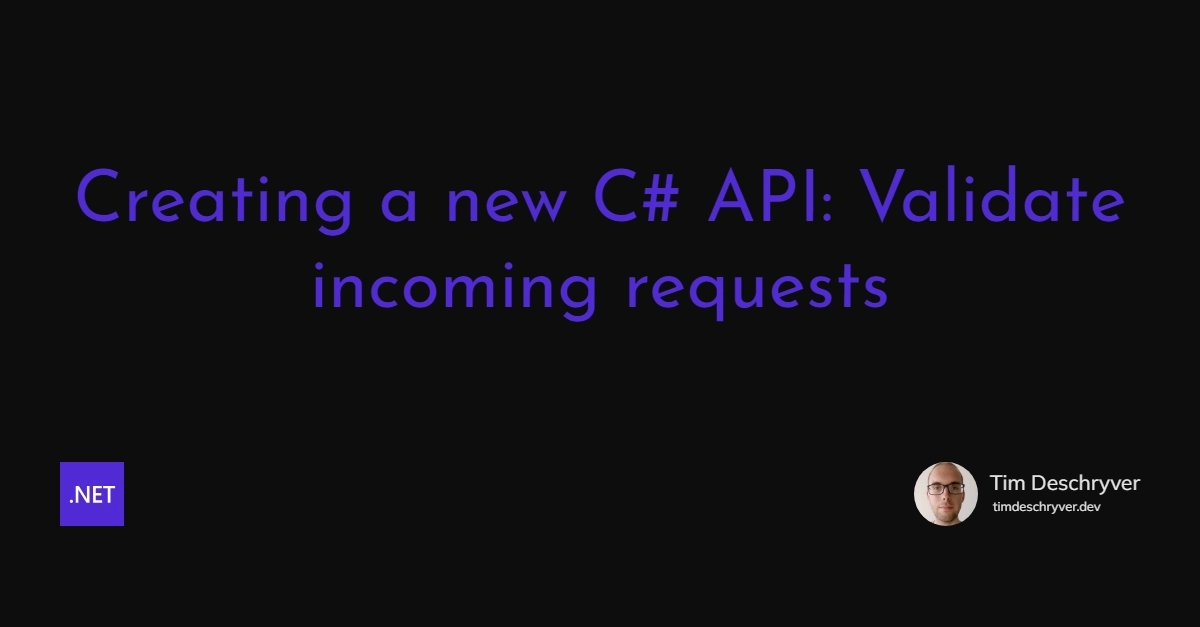 Creating a new C# API: Validate
incoming requests
.NET
Tim Deschryver
timdeschryver.dev